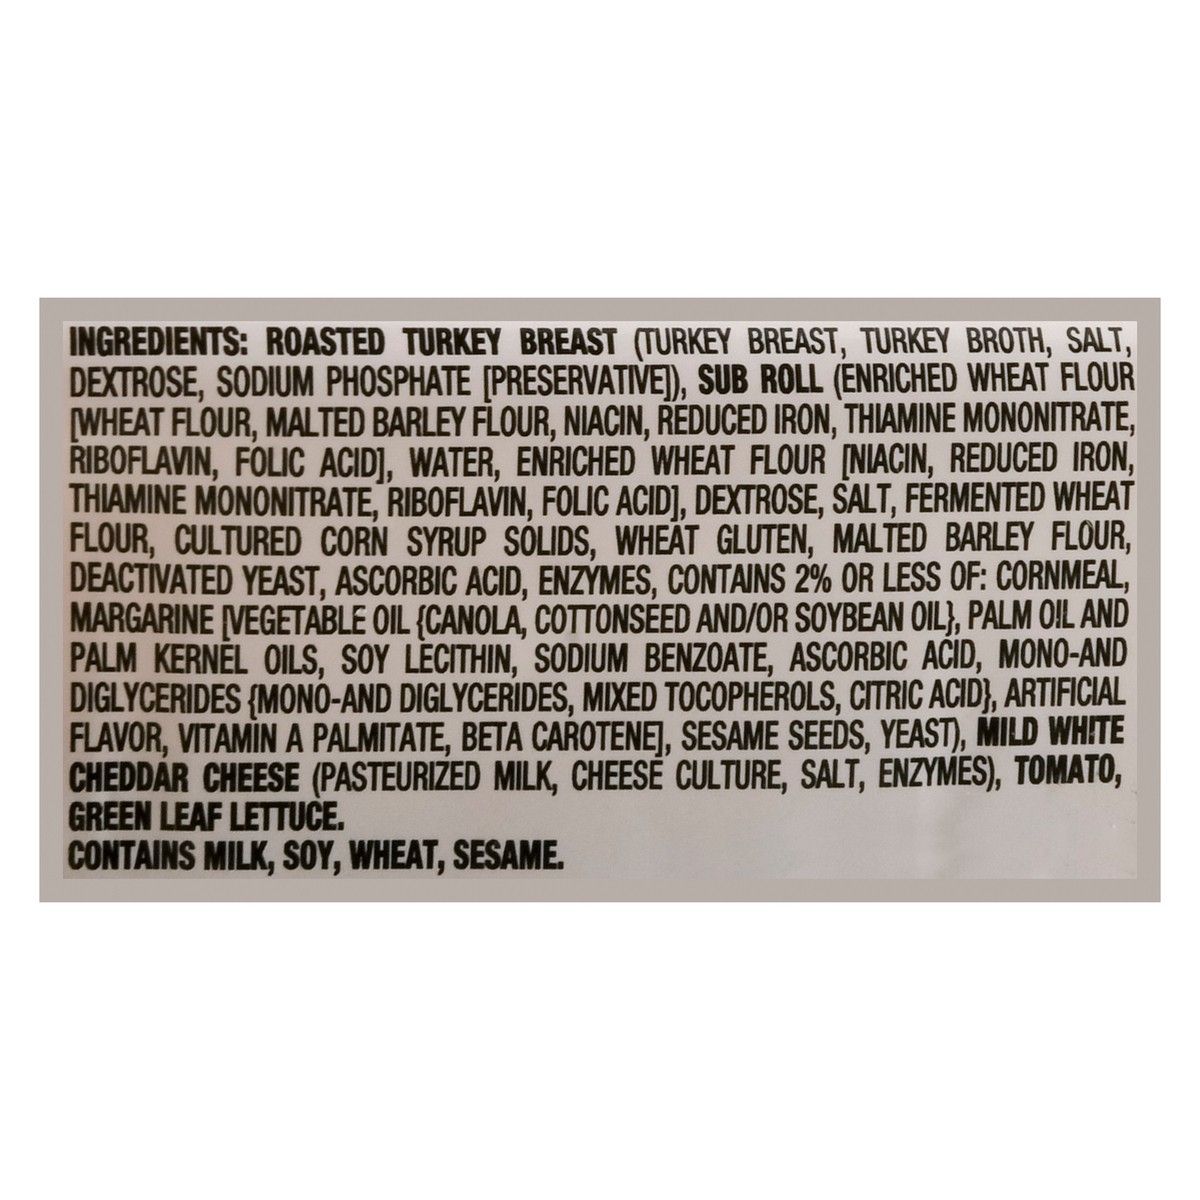 INGREDIENTS: ROASTED TURKEY BREAST (TURKEY BREAST, TURKEY BROTH, SALT,
DEXTROSE, SODIUM PHOSPHATE [PRESERVATIVE]), SUB ROLL (ENRICHED WHEAT FLOUR
[WHEAT FLOUR, MALTED BARLEY FLOUR, NIACIN, REDUCED IRON, THIAMINE MONONITRATE,
RIBOFLAVIN, FOLIC ACID], WATER, ENRICHED WHEAT FLOUR [NIACIN, REDUCED IRON,
THIAMINE MONONITRATE, RIBOFLAVIN, FOLIC ACID], DEXTROSE, SALT, FERMENTED WHEAT
FLOUR, CULTURED CORN SYRUP SOLIDS, WHEAT GLUTEN, MALTED BARLEY FLOUR,
DEACTIVATED YEAST, ASCORBIC ACID, ENZYMES, CONTAINS 2% OR LESS OF: CORNMEAL,
MARGARINE [VEGETABLE OIL {CANOLA, COTTONSEED AND/OR SOYBEAN OIL}, PALM OIL AND
PALM KERNEL OILS, SOY LECITHIN, SODIUM BENZOATE, ASCORBIC ACID, MONO-AND
DIGLYCERIDES {MONO-AND DIGLYCERIDES, MIXED TOCOPHEROLS, CITRIC ACID}, ARTIFICIAL
FLAVOR, VITAMIN A PALMITATE, BETA CAROTENE], SESAME SEEDS, YEAST), MILD WHITE
CHEDDAR CHEESE (PASTEURIZED MILK, CHEESE CULTURE, SALT, ENZYMES), TOMATO,
GREEN LEAF LETTUCE.
CONTAINS MILK, SOY, WHEAT, SESAME.